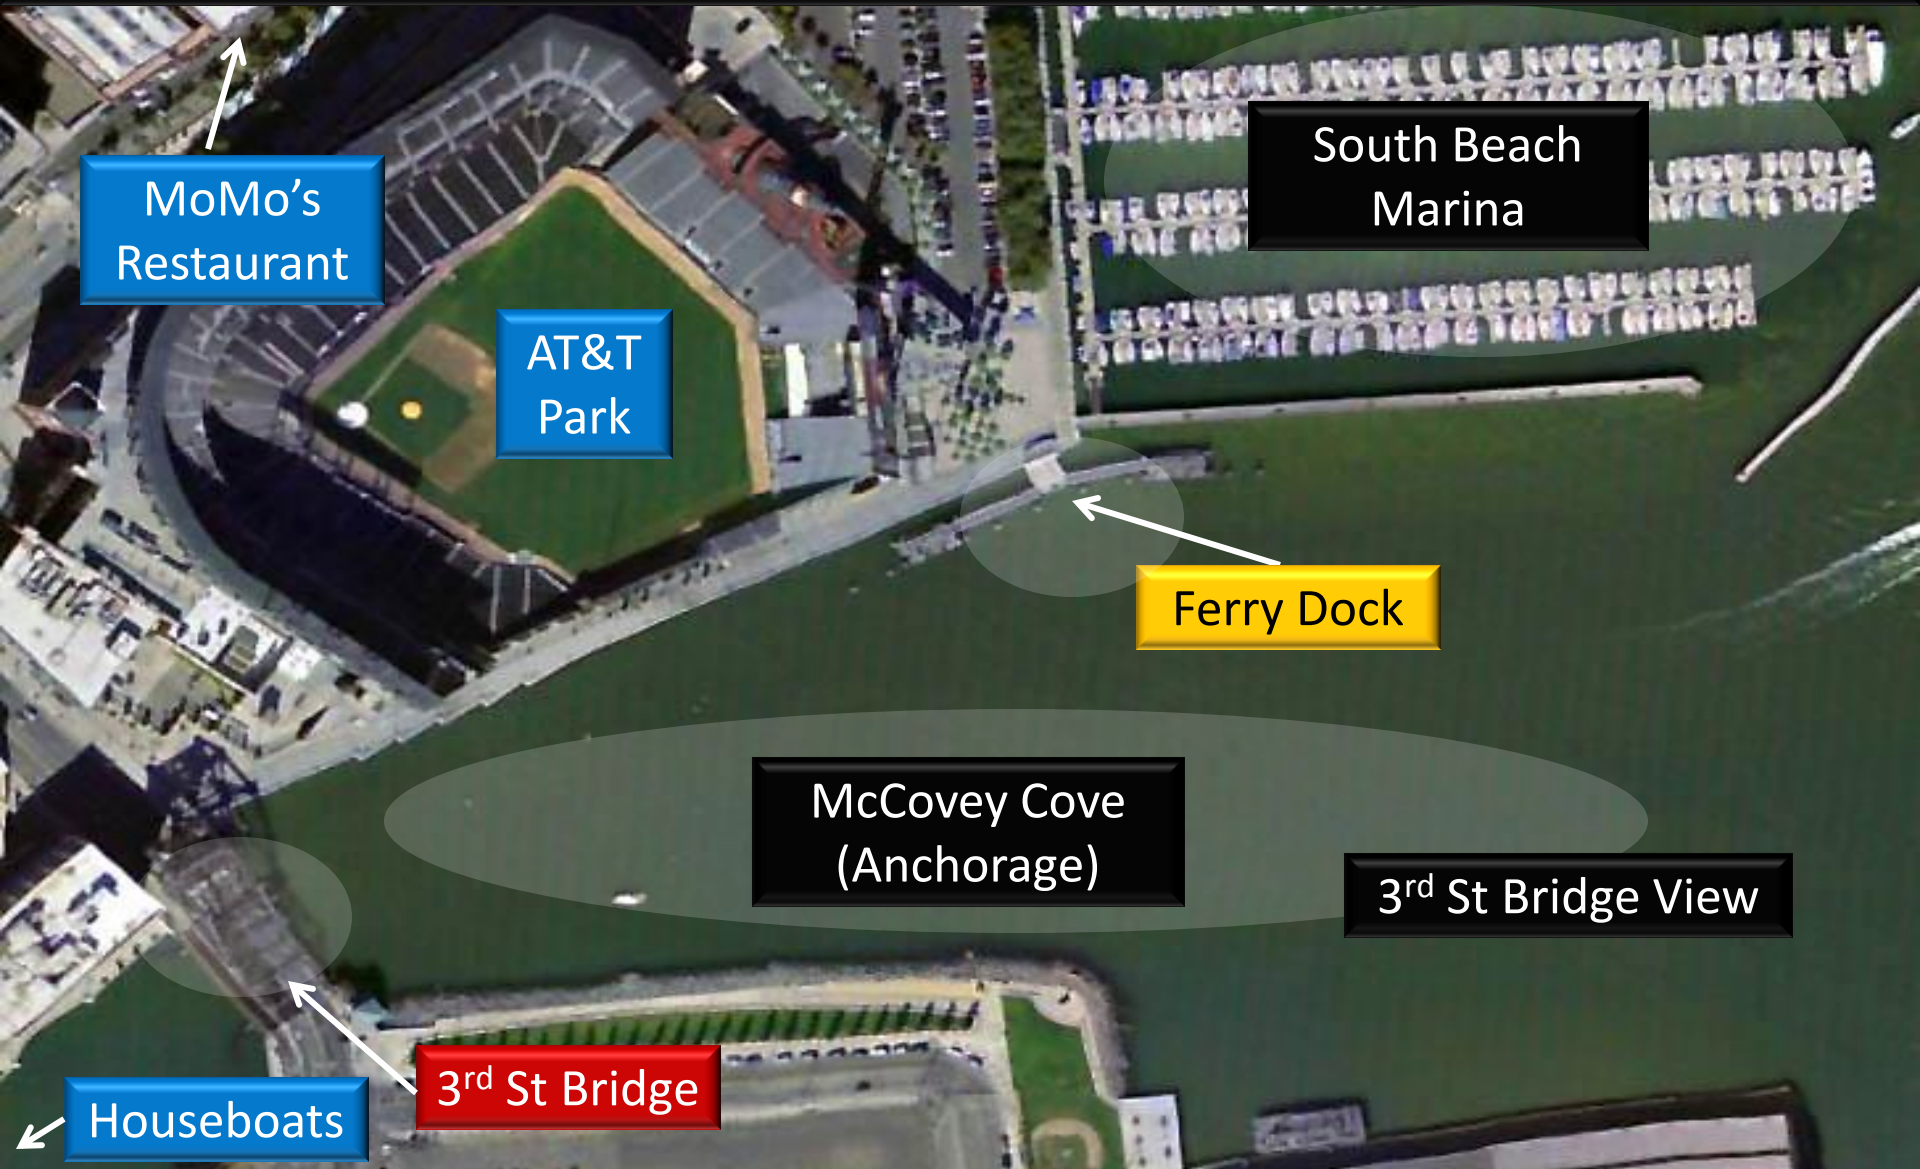 South Beach
Marina
MoMo’s
Restaurant
AT&T
Park
Ferry Dock
McCovey Cove
(Anchorage)
3rd St Bridge View
3rd St Bridge
Houseboats